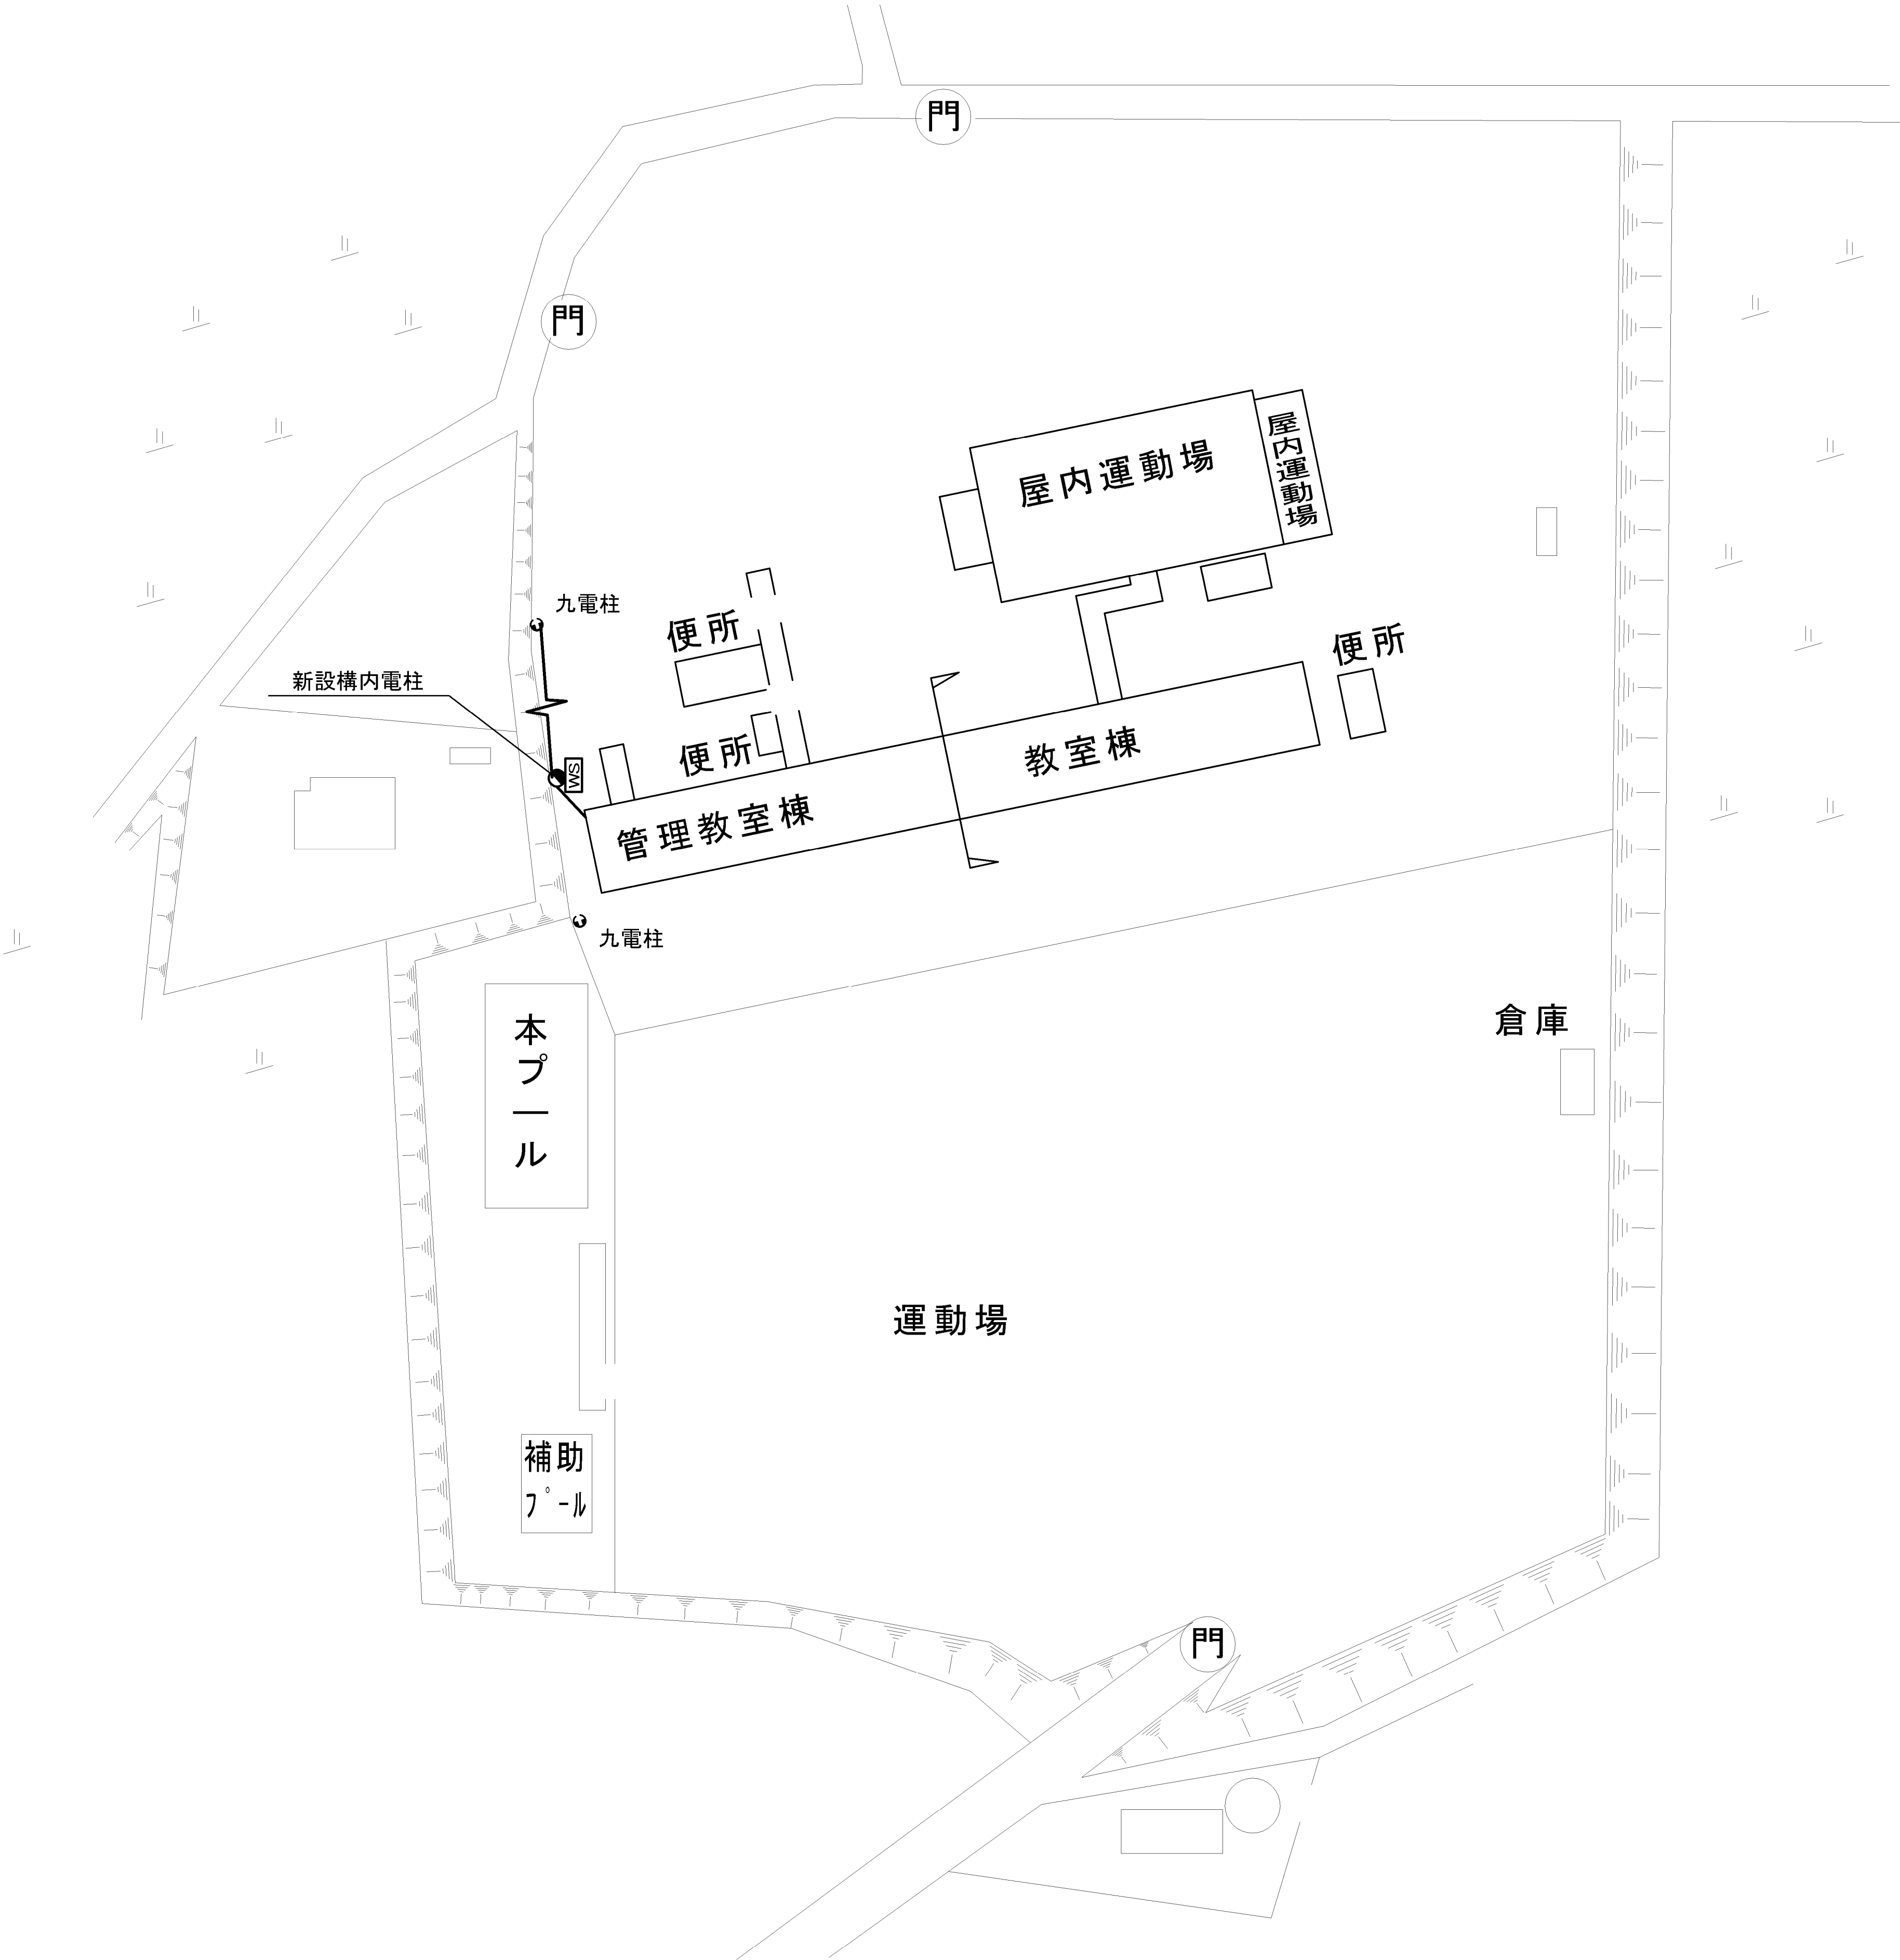 門
門
屋内運動場
屋内運動場
九電柱
便所
便所
新設構内電柱
便所
教室棟
SW
管理教室棟
九電柱
倉庫
本プール
運動場
補助
ﾌﾟｰﾙ
門